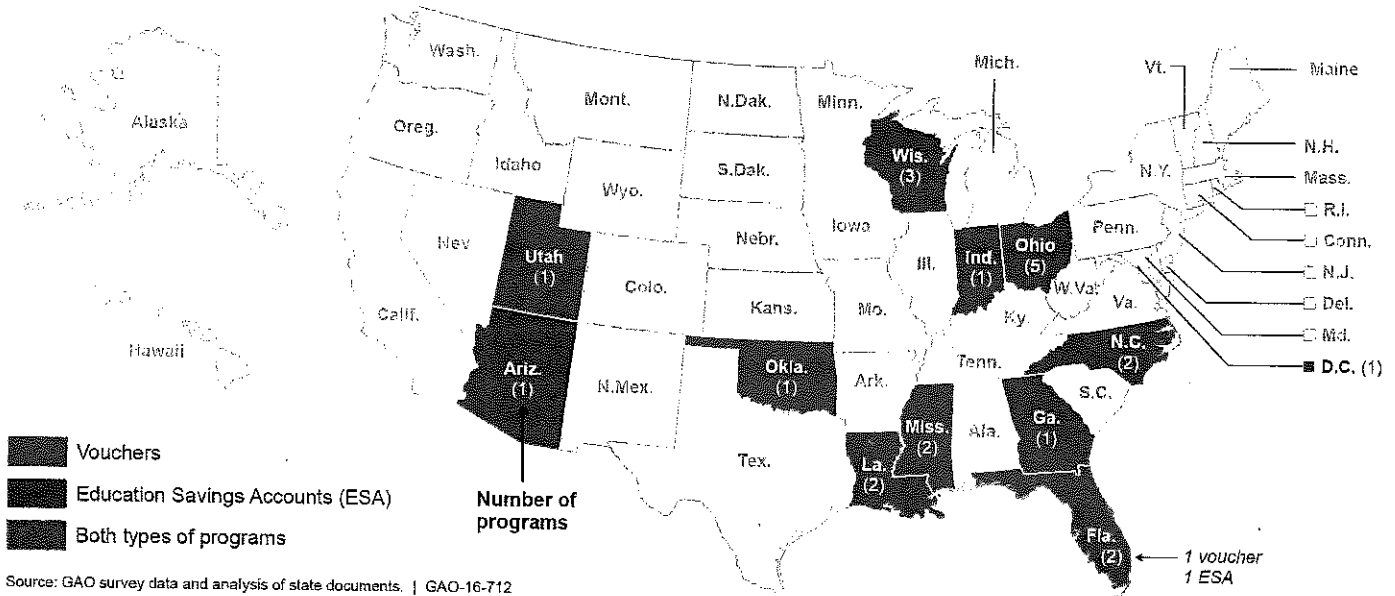 Wash.
Mich.
Vt.
Maine
Mont.
N.Dak.
Minn.
Alaska
Oreg.
N.H.
Idaho
S.Dak.
Wis.
(3)
N.Y.
Mass.
Wyo.
R.I.
Iowa
Penn.
Conn.
Nev
Utah
(1)
Nebr.
Ill.
Ind.
(1)
Ohio
(5)
N.J.
Colo.
W.Va.
Va.
Del.
Calif.
Kans.
Mo.
Ky.
Md.
Hawaii
N.C.
(2)
D.C. (1)
Ariz.
(1)
N.Mex.
Okla.
(1)
Ark.
Tenn.
S.C.
Miss.
(2)
Ala.
Ga.
(1)
Tex.
La.
(2)
Vouchers
Education Savings Accounts (ESA)
Both types of programs
Number of
programs
Fla.
(2)
1 voucher
1 ESA
Source: GAO survey data and analysis of state documents. | GAO-16-712